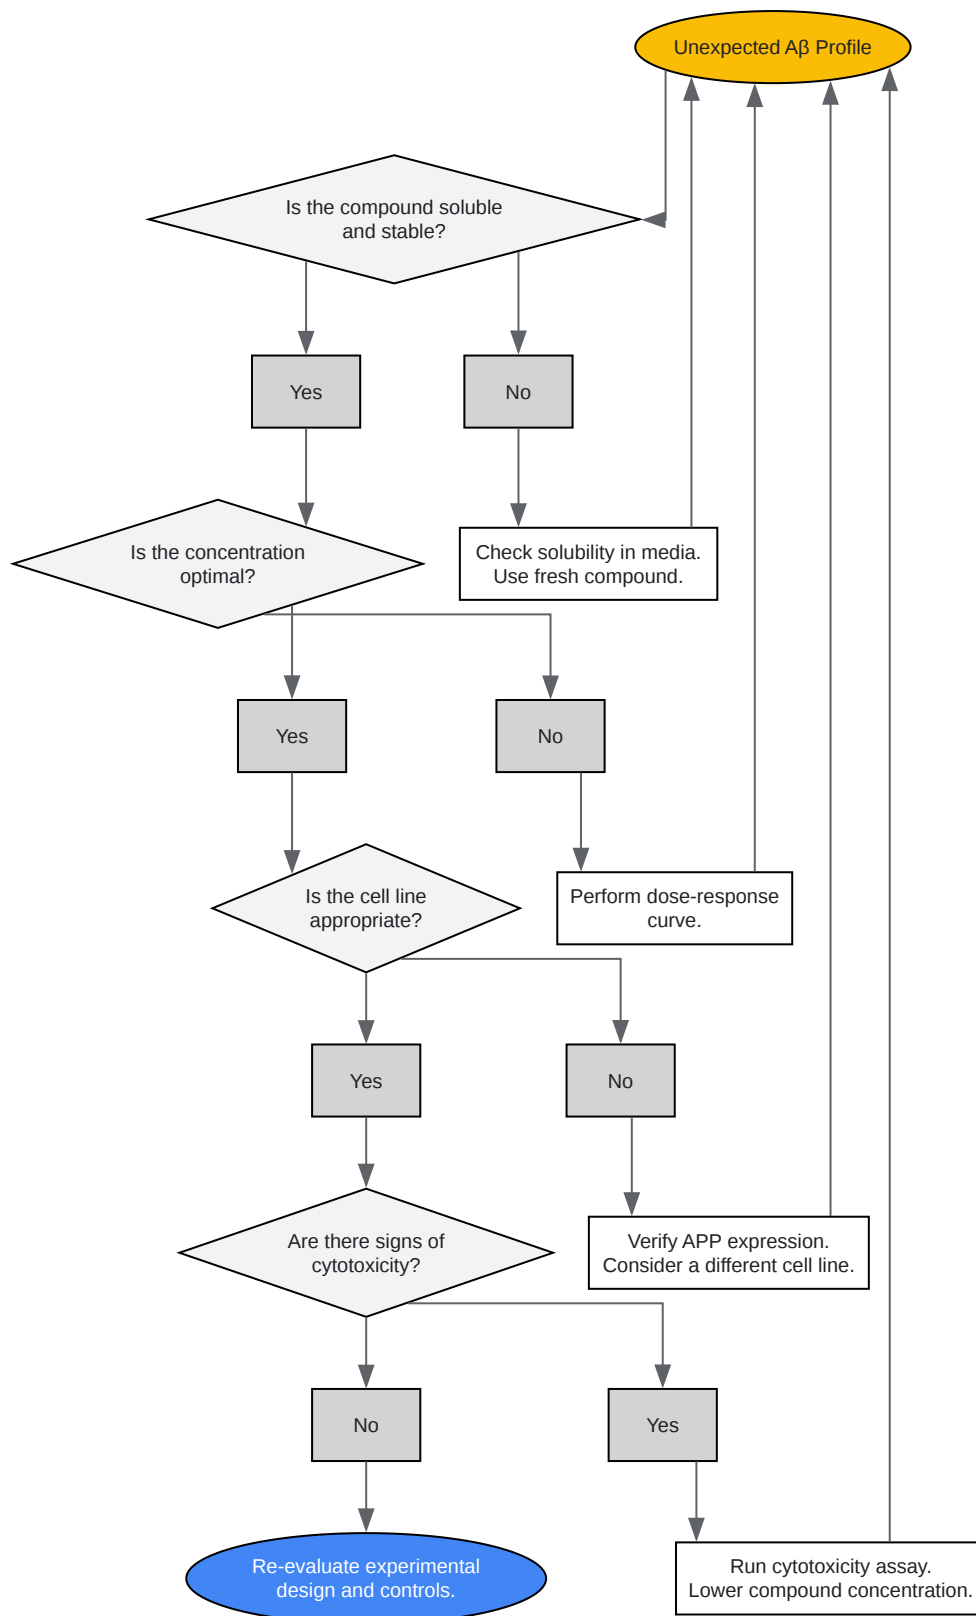 Unexpected Aβ Profile
Is the compound soluble
and stable?
Yes
No
Is the concentration
optimal?
Check solubility in media.
Use fresh compound.
Yes
No
Is the cell line
appropriate?
Perform dose-response
curve.
Yes
No
Are there signs of
cytotoxicity?
Verify APP expression.
Consider a different cell line.
No
Yes
Re-evaluate experimental
design and controls.
Run cytotoxicity assay.
Lower compound concentration.